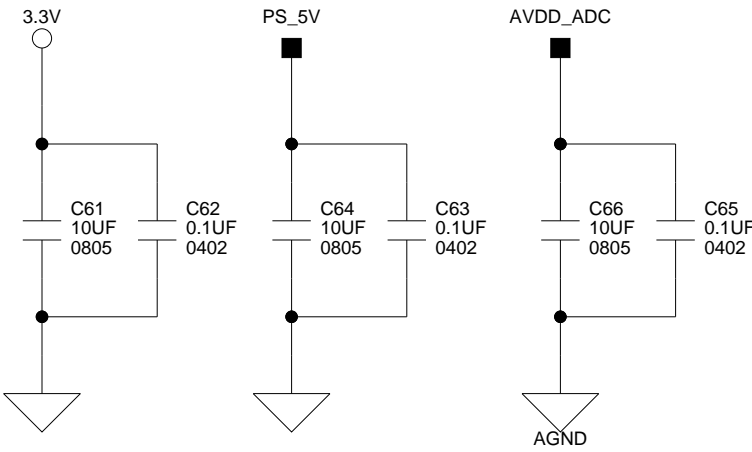 3.3V
PS_5V
AVDD_ADC
C61
10UF
0805
C62
0.1UF
0402
C64
10UF
0805
C63
0.1UF
0402
C66
10UF
0805
C65
0.1UF
0402
AGND